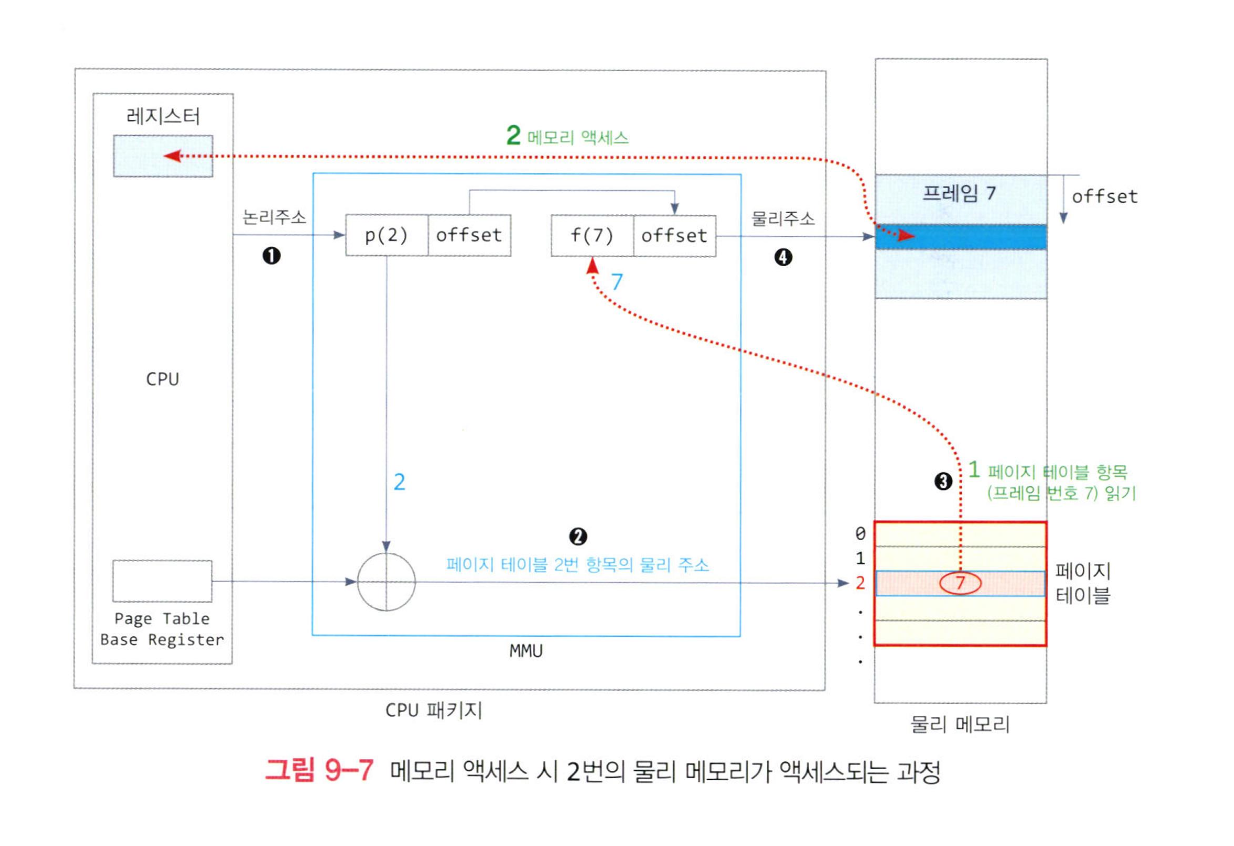 레지스터
2 메모리 액세스
프레임 7
offset
논리주소
❶
p(2) offset
f(7) offset
물리주소
❹
7
CPU
2
❸
1 페이지 테이블 항목
(프레임 번호 7) 읽기
❷
페이지 테이블 2번 항목의 물리 주소
0
1
2
7
.
.
.
페이지
테이블
Page Table
Base Register
MMU
CPU 패키지
물리 메모리
그림 9-7 메모리 액세스 시 2번의 물리 메모리가 액세스되는 과정